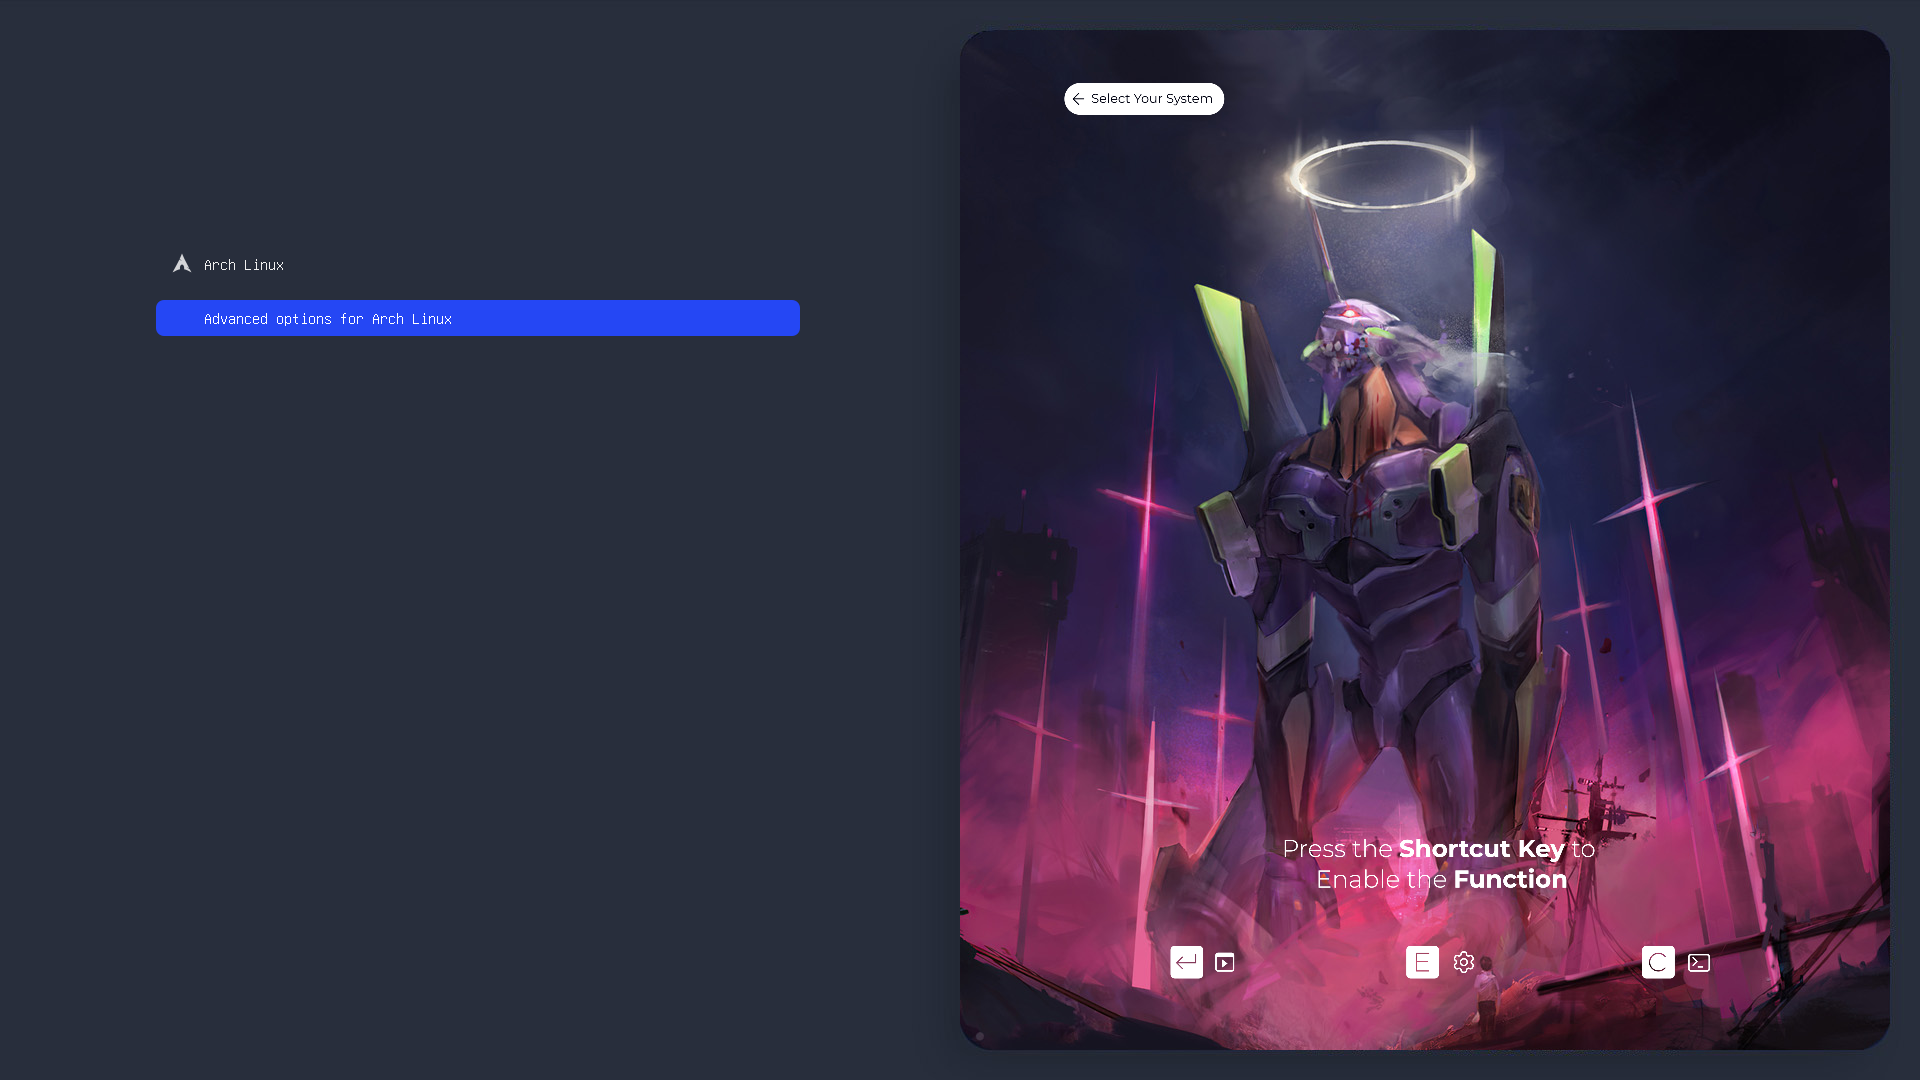 Select Your System
Arch Linux
Advanced options for Arch Linux
Press the Shortcut Key to
Enable the Function
E
C